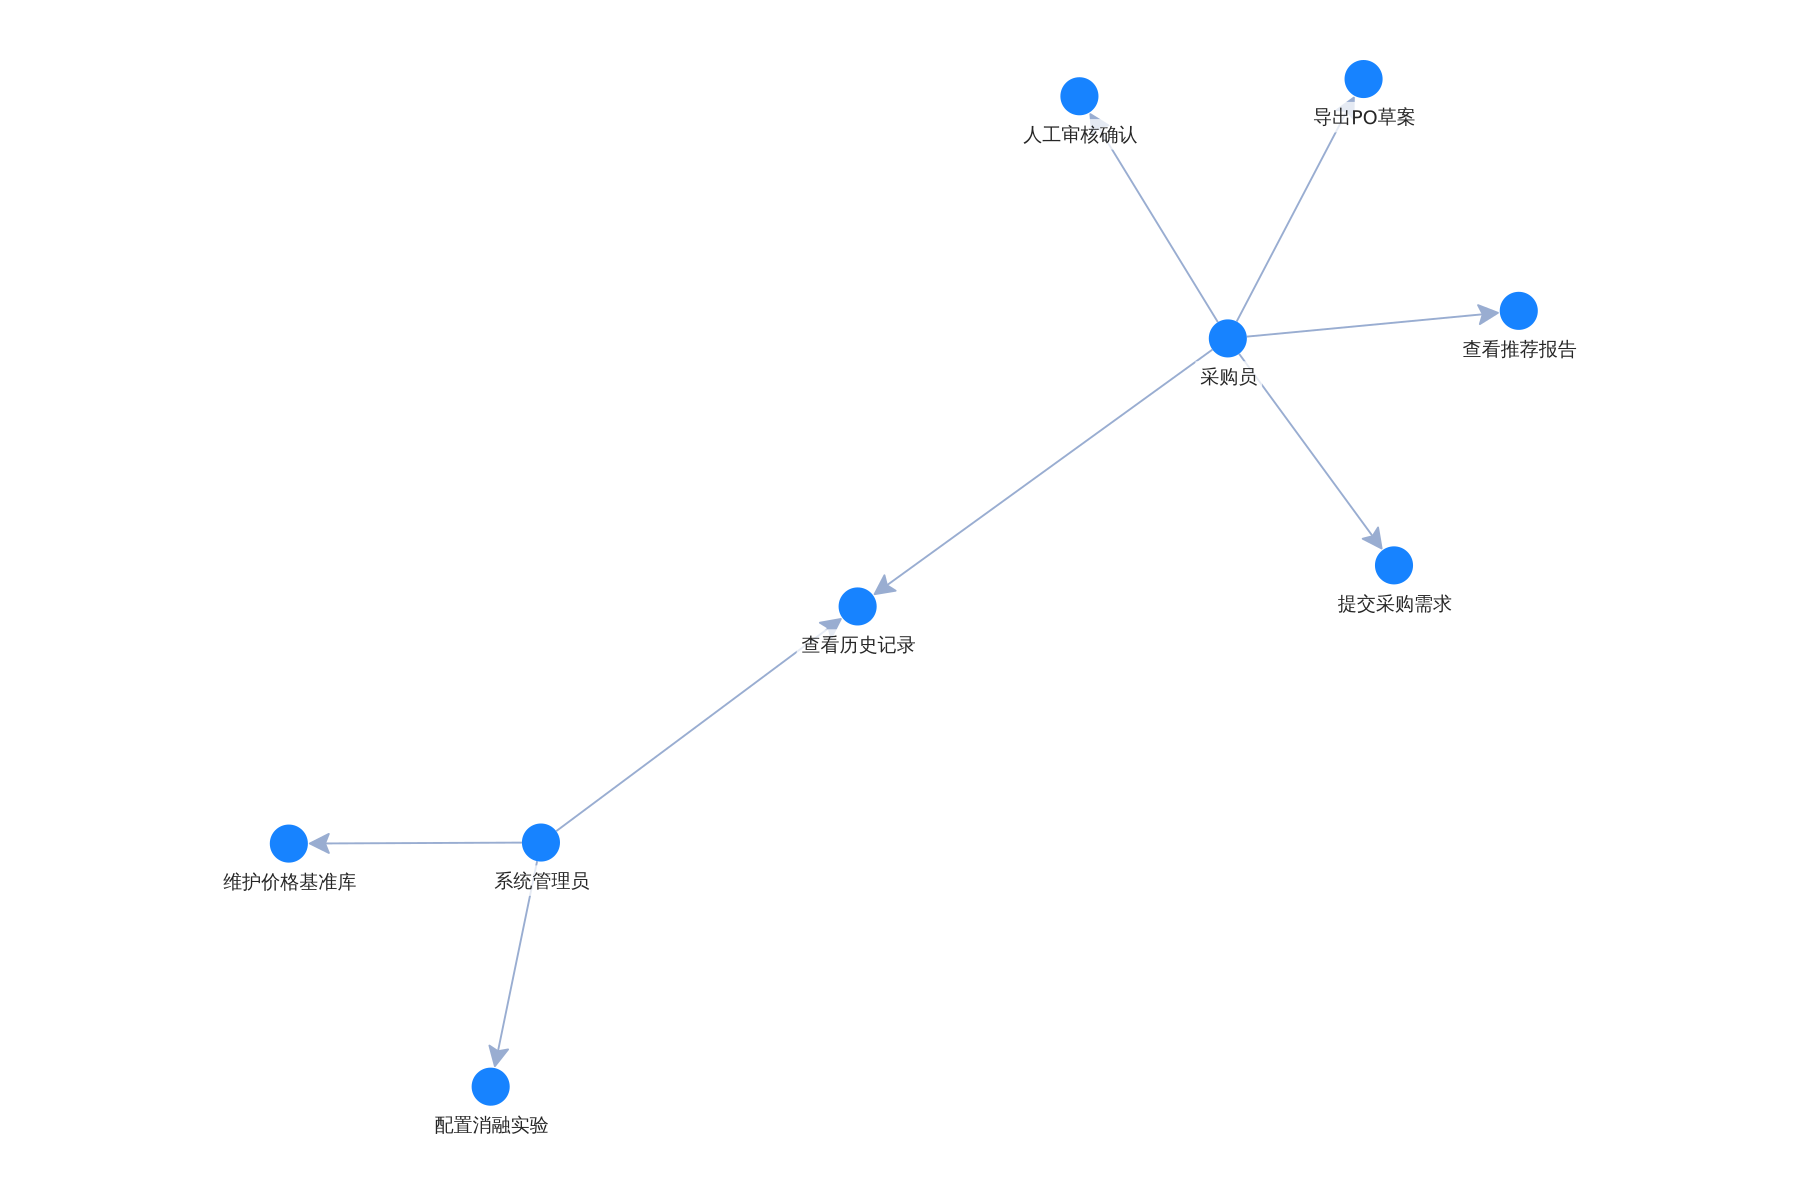 导出PO草案
人工审核确认
查看推荐报告
采购员
提交采购需求
查看历史记录
维护价格基准库
系统管理员
配置消融实验